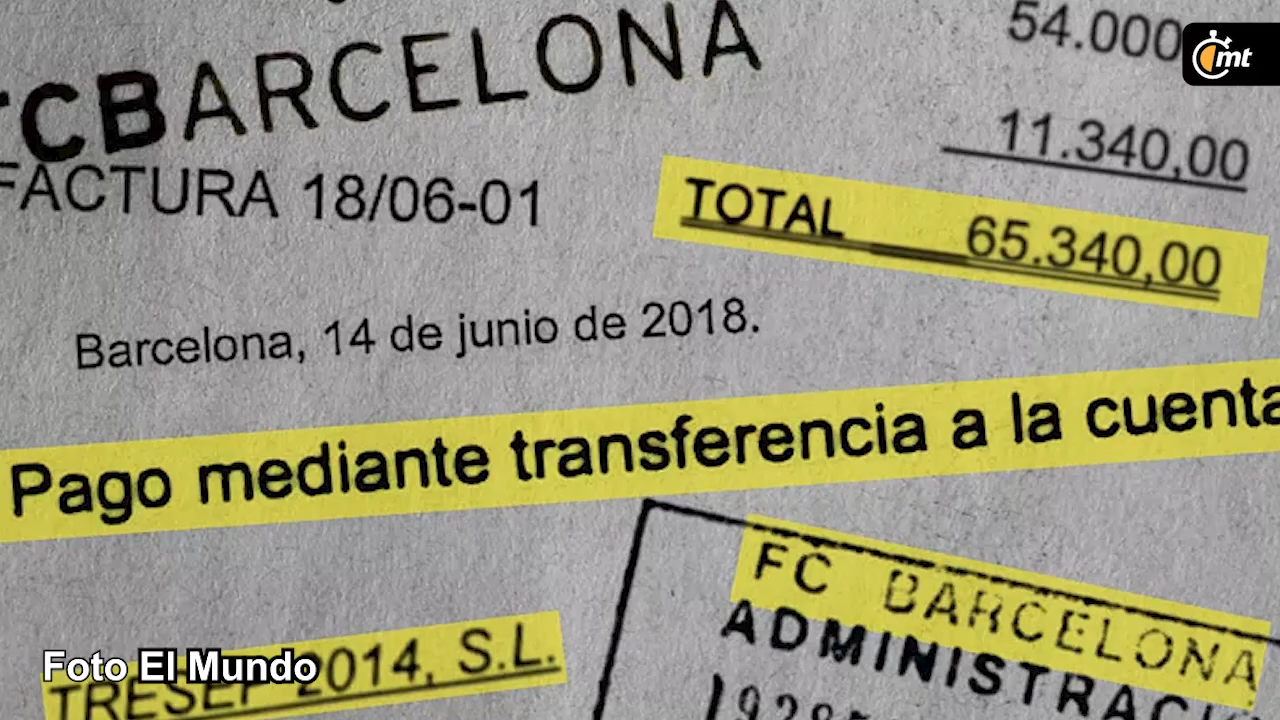 FCBARCELONA
54.000
mt
11.340,00
FACTURA 18/06-01
TOTAL 65.340,00
Barcelona, 14 de junio de 2018.
Pago mediante transferencia a la cuenta
FC BARCELONA
ADMINISTRACI
Foto El Mundo
2014, S.L.